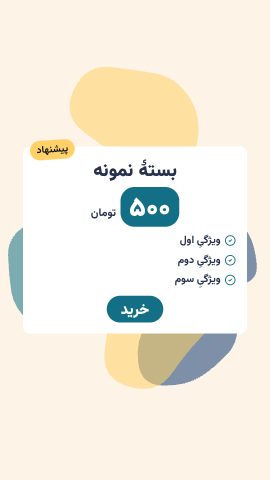 پیشنهاد
بستهٔ نمونه
۵۰۰ تومان
ویژگیِ اول
ویژگیِ دوم
ویژگیِ سوم
خرید